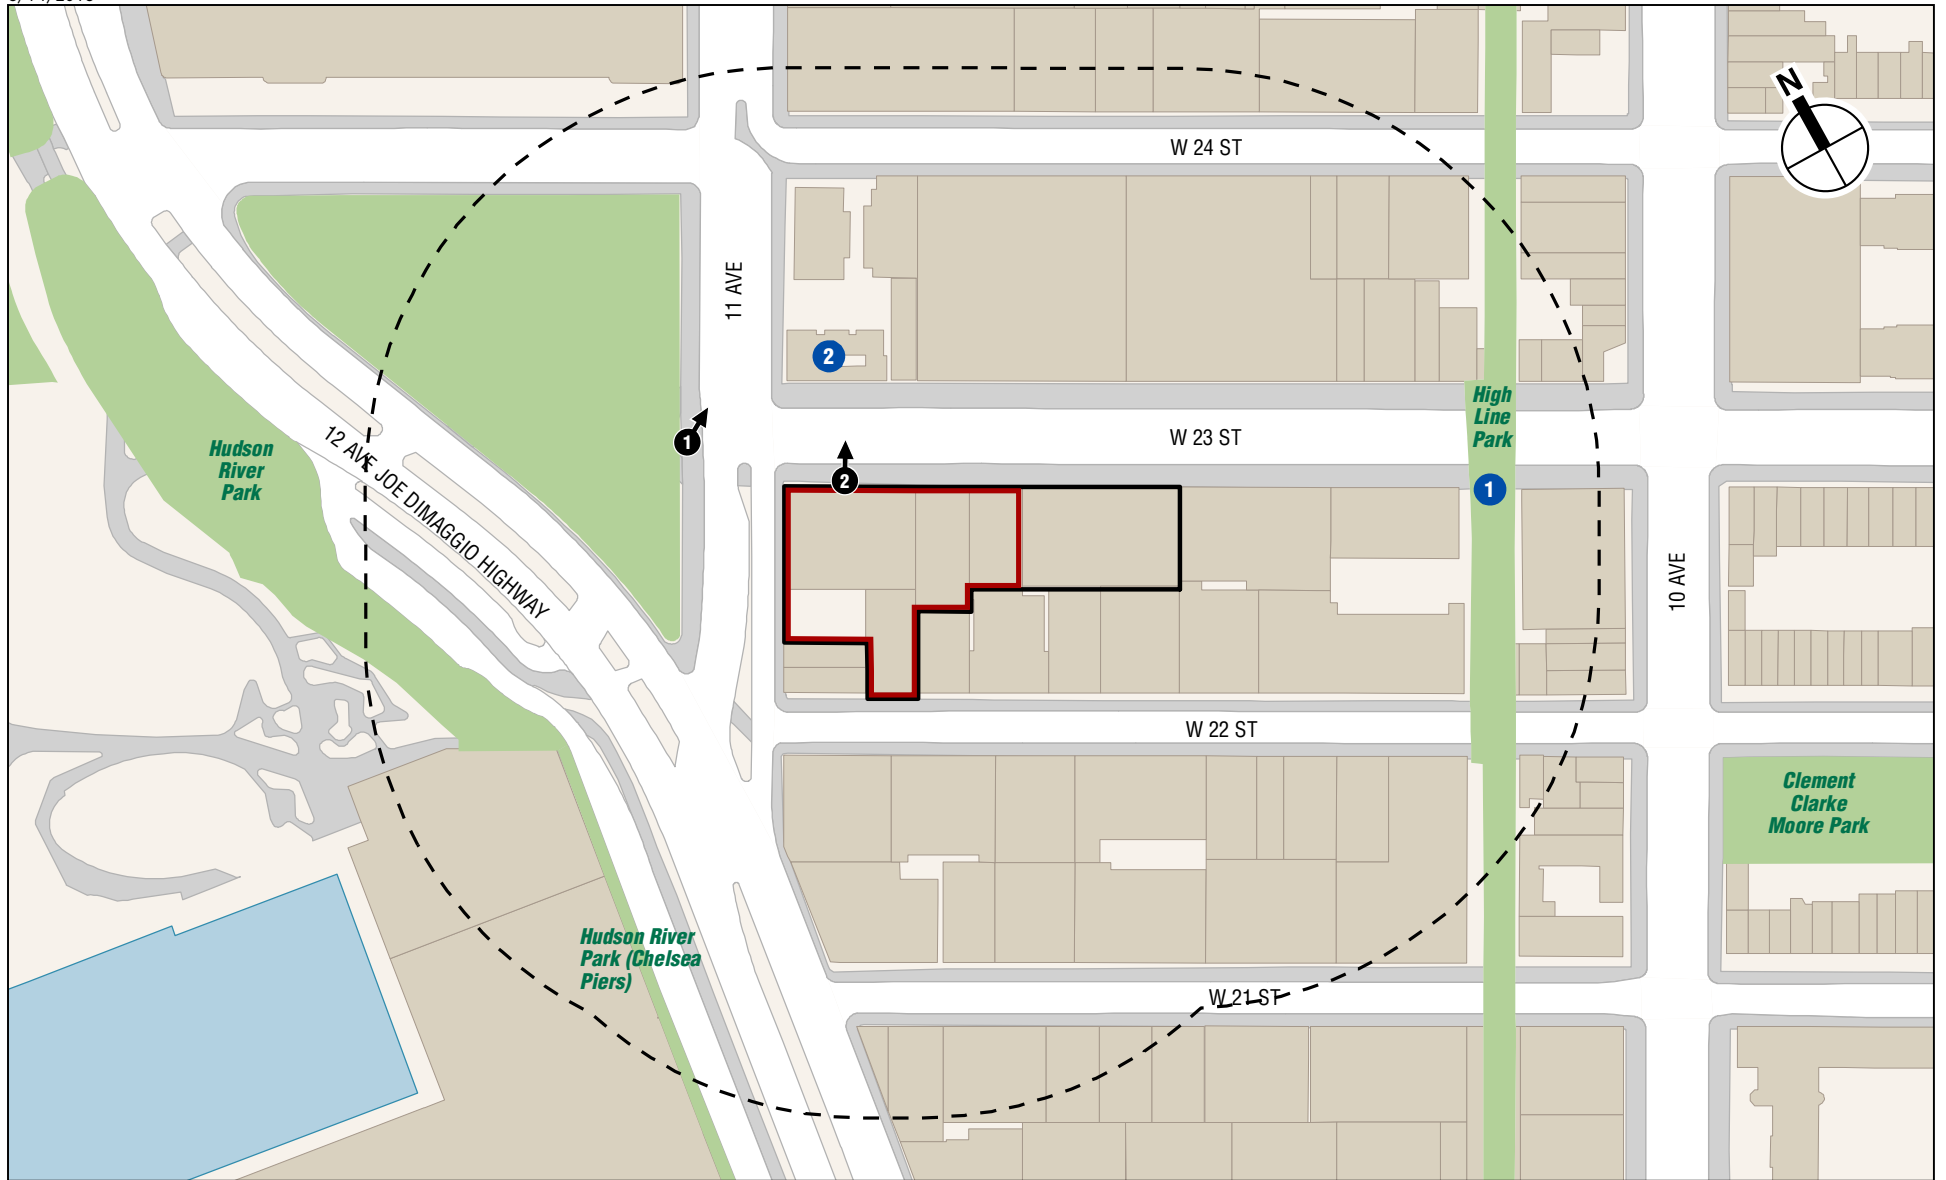 N
W 24 ST
11 AVE
2
High
Line
Park
1
W 23 ST
12 AVE JOE DIMAGGIO HIGHWAY
Hudson
River
Park
2
1
10 AVE
W 22 ST
Clement
Clarke
Moore Park
Hudson River
Park (Chelsea
Piers)
W 21 ST